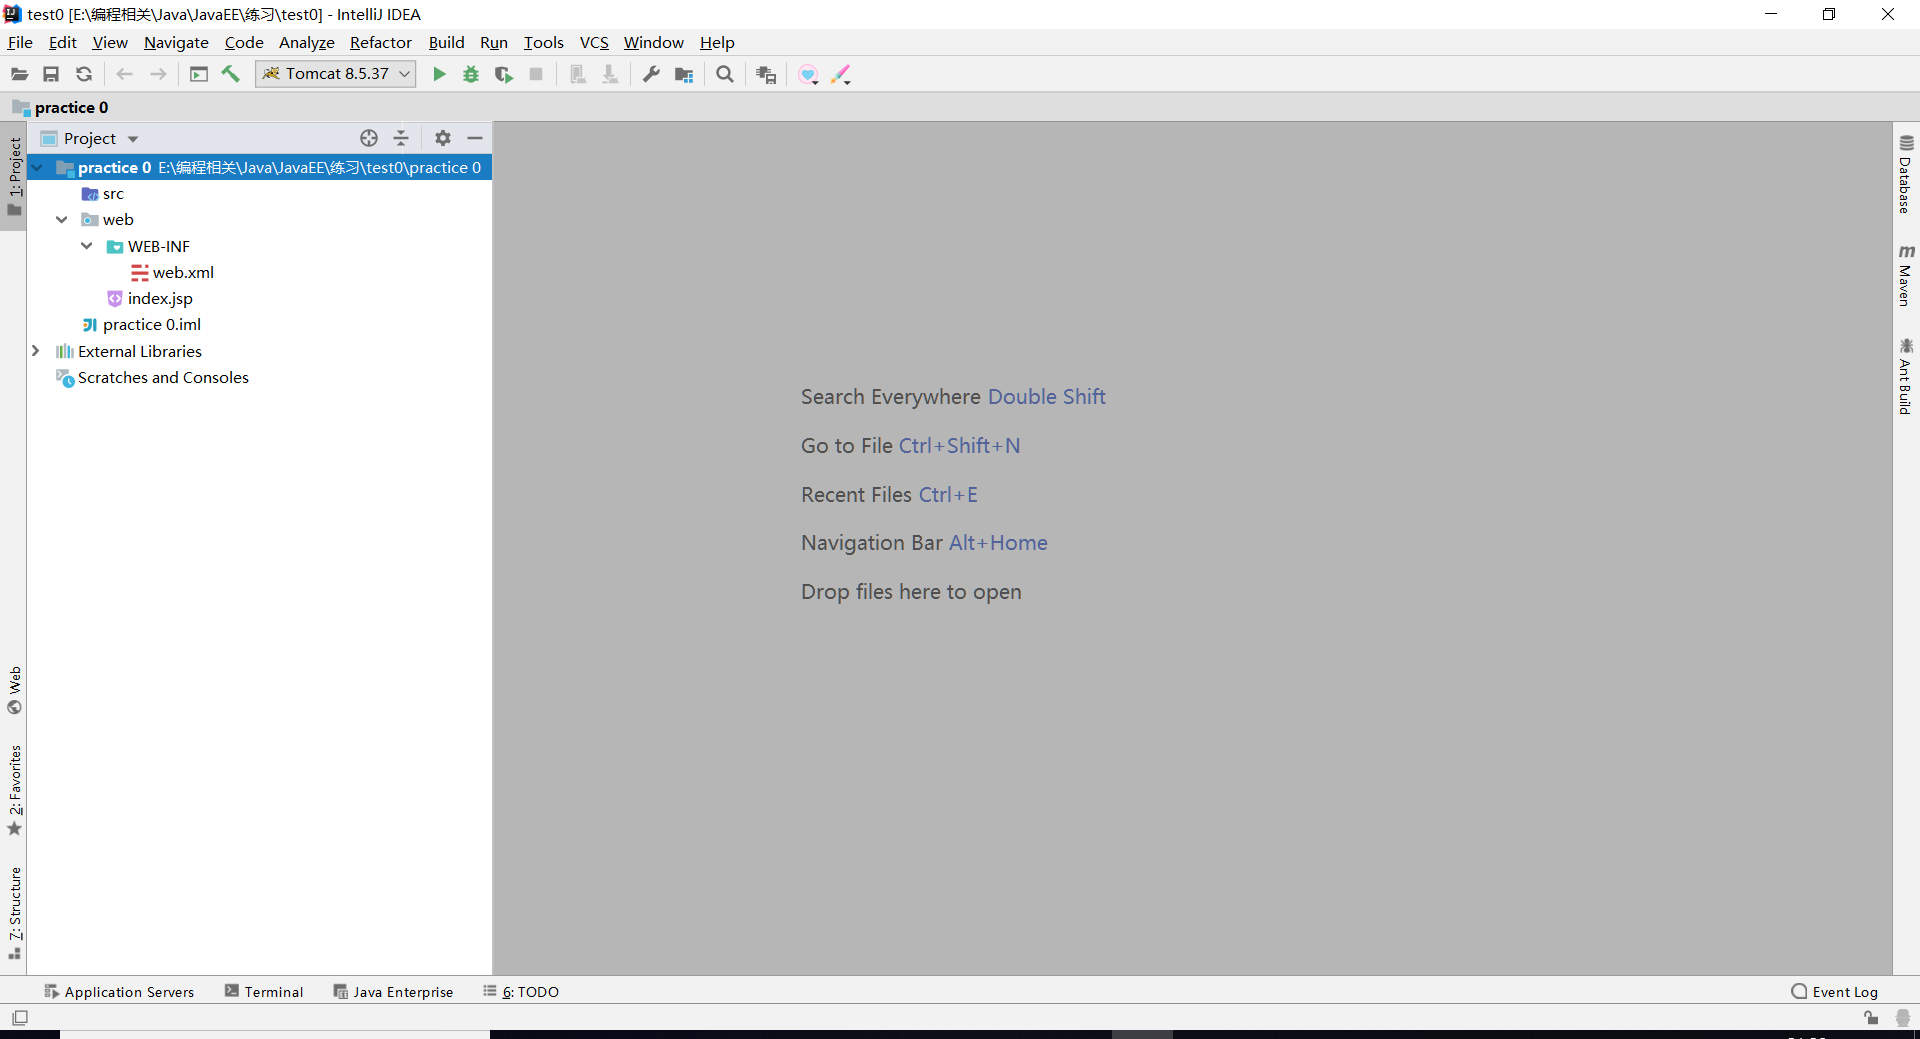 test0 [E:\编程相关\Java\JavaEE\练习\test0] - IntelliJ IDEA
File Edit View Navigate Code Analyze Refactor Build Run Tools VCS Window Help
Tomcat 8.5.37
practice 0
1: Project
Project
practice 0 E:\编程相关\Java\JavaEE\练习\test0\practice 0
src
web
WEB-INF
web.xml
index.jsp
practice 0.iml
External Libraries
Scratches and Consoles
Search Everywhere Double Shift
Go to File Ctrl+Shift+N
Recent Files Ctrl+E
Navigation Bar Alt+Home
Drop files here to open
Database
Maven
Ant Build
Web
2: Favorites
7: Structure
Application Servers Terminal Java Enterprise 6: TODO Event Log